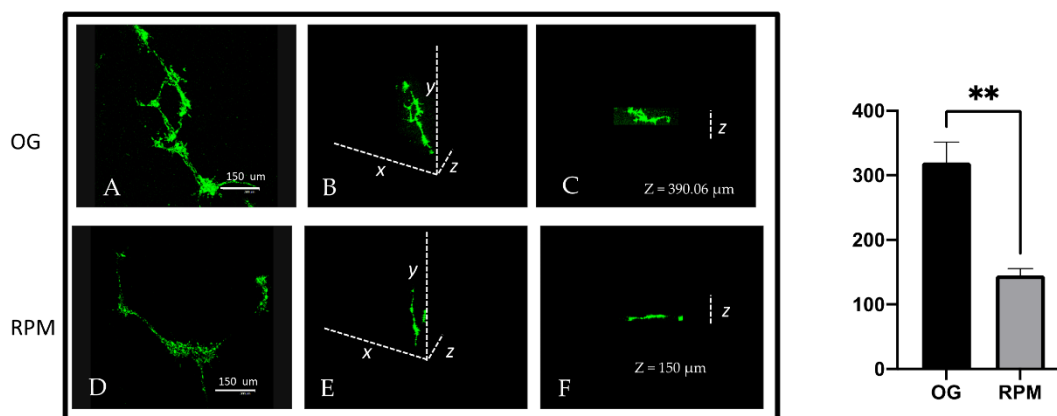 OG
150 um
A
y
x
z
B
z
C
Z = 390.06 µm
RPM
150 um
D
y
x
z
E
z
F
Z = 150 µm
**
400
300
200
100
0
OG
RPM